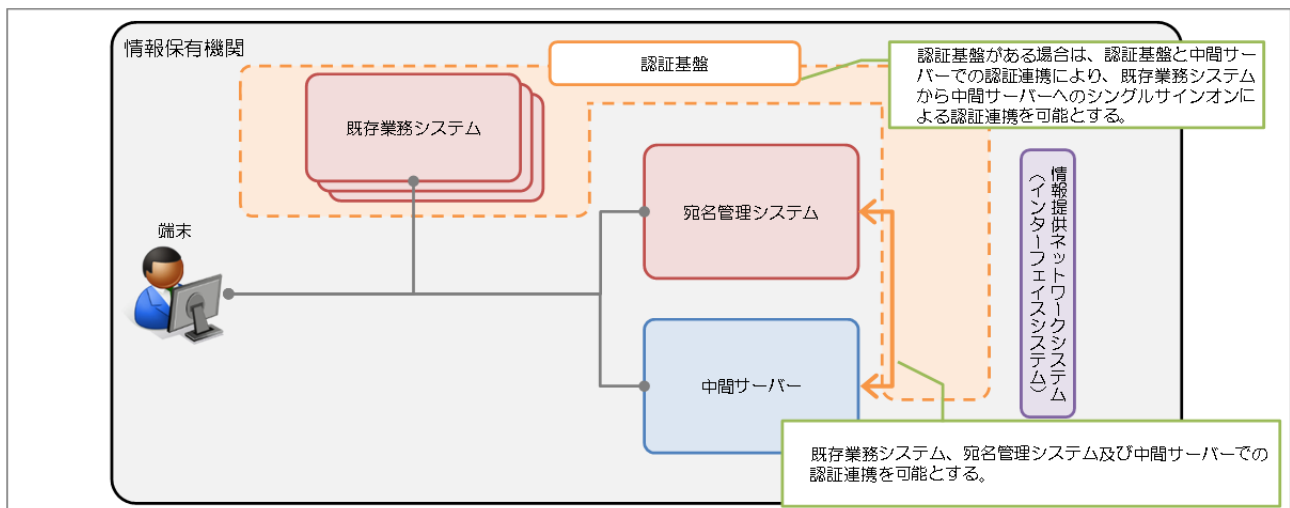 情報保有機関
認証基盤
認証基盤がある場合は、認証基盤と中間サー
バーでの認証連携により、既存業務システム
から中間サーバーへのシングルサインオンに
よる認証連携を可能とする。
既存業務システム
宛名管理システム
端末
中間サーバー
情報提供ネットワークシステム
（インターフェイスシステム）
既存業務システム、宛名管理システム及び中間サーバーでの
認証連携を可能とする。